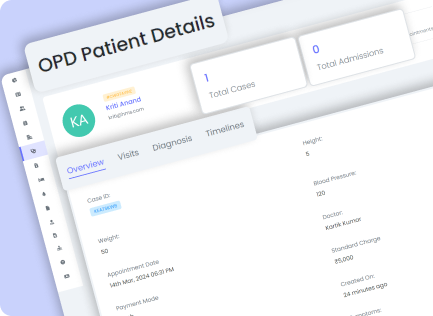 OPD Patient Details
KA
Kriti Anand
kriti@hms.com
1
Total Cases
0
Total Admissions
Overview
Visits
Diagnosis
Timelines
Case ID:
Height:
5
Weight:
50
Blood Pressure:
120
Appointment Date
14th Mar, 2024 05:31 PM
Doctor:
Kartik Kumar
Payment Mode
Standard Charge
₹5,000
Created On:
24 minutes ago